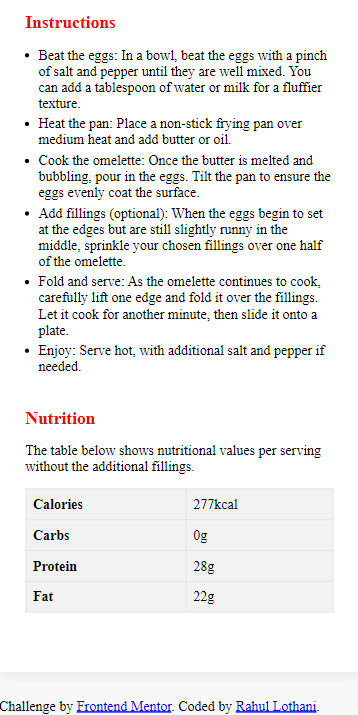 Instructions
• Beat the eggs: In a bowl, beat the eggs with a pinch
of salt and pepper until they are well mixed. You
can add a tablespoon of water or milk for a fluffier
texture.
• Heat the pan: Place a non-stick frying pan over
medium heat and add butter or oil.
• Cook the omelette: Once the butter is melted and
bubbling, pour in the eggs. Tilt the pan to ensure the
eggs evenly coat the surface.
• Add fillings (optional): When the eggs begin to set
at the edges but are still slightly runny in the
middle, sprinkle your chosen fillings over one half
of the omelette.
• Fold and serve: As the omelette continues to cook,
carefully lift one edge and fold it over the fillings.
Let it cook for another minute, then slide it onto a
plate.
• Enjoy: Serve hot, with additional salt and pepper if
needed.
Nutrition
The table below shows nutritional values per serving
without the additional fillings.
Calories 277kcal
Carbs 0g
Protein 28g
Fat 22g
Challenge by Frontend Mentor. Coded by Rahul Lothani.